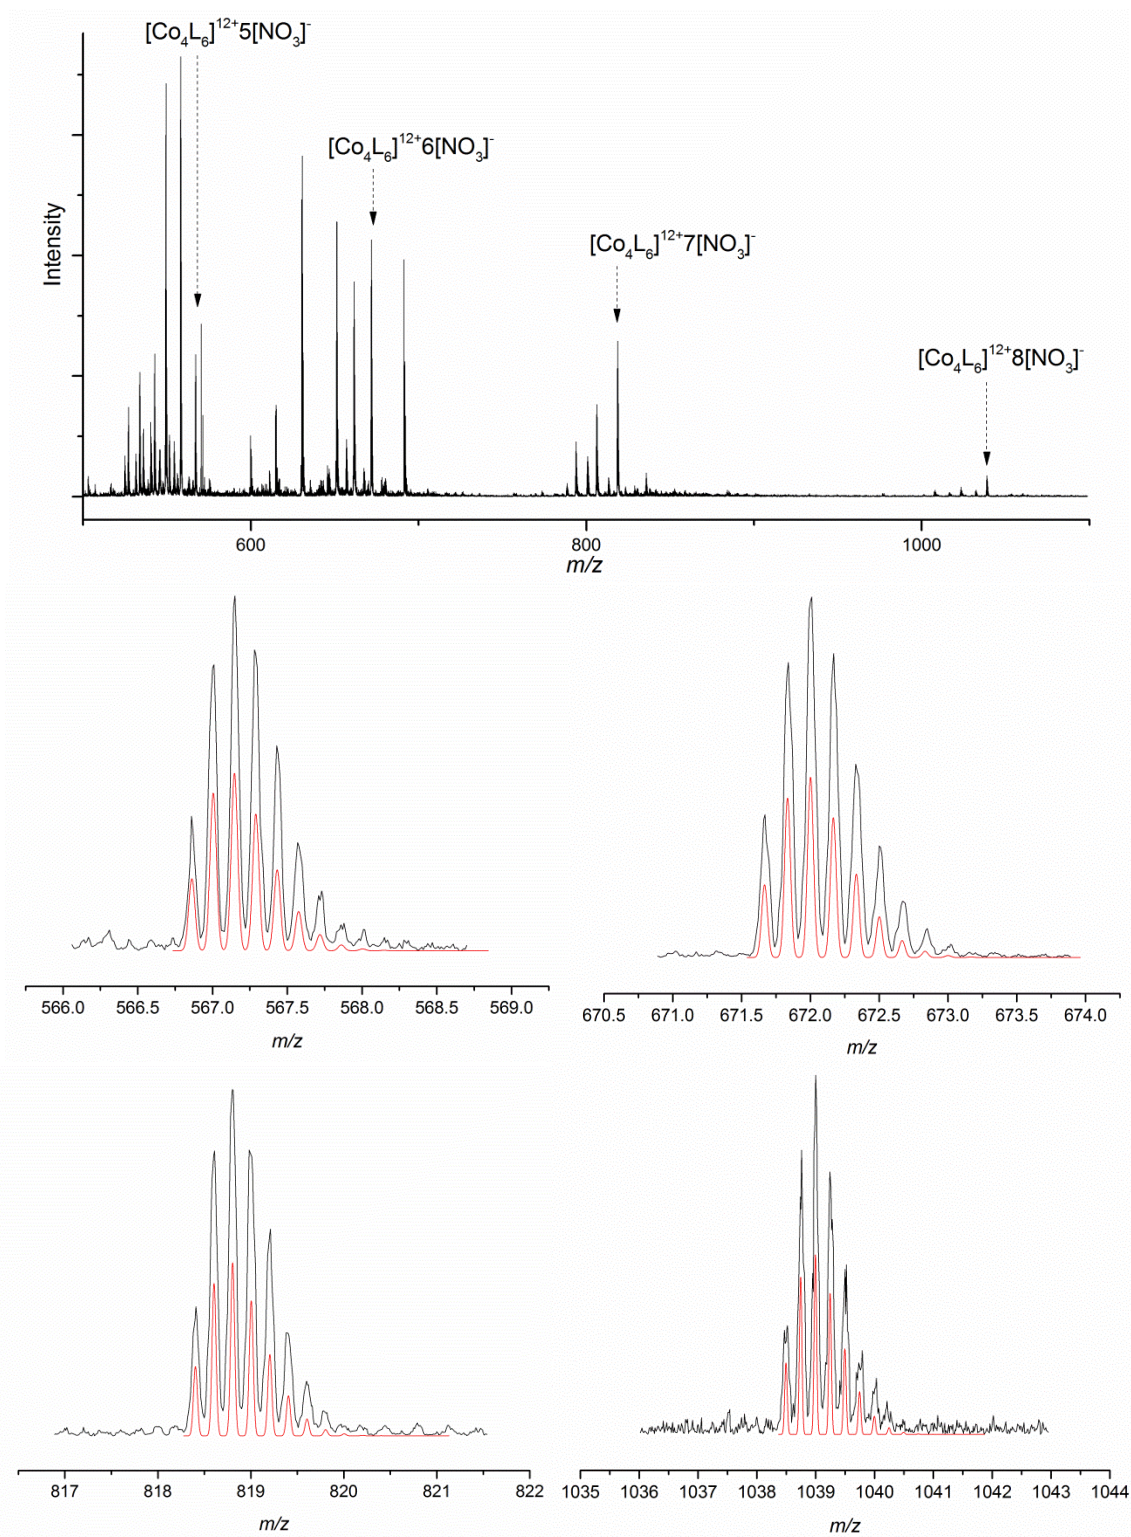 [Co₄L₆]¹²⁺5[NO₃]⁻
[Co₄L₆]¹²⁺6[NO₃]⁻
[Co₄L₆]¹²⁺7[NO₃]⁻
[Co₄L₆]¹²⁺8[NO₃]⁻
Intensity
600 800 1000
m/z
566.0 566.5 567.0 567.5 568.0 568.5 569.0
m/z
670.5 671.0 671.5 672.0 672.5 673.0 673.5 674.0
m/z
817 818 819 820 821 822
m/z
1035 1036 1037 1038 1039 1040 1041 1042 1043 1044
m/z